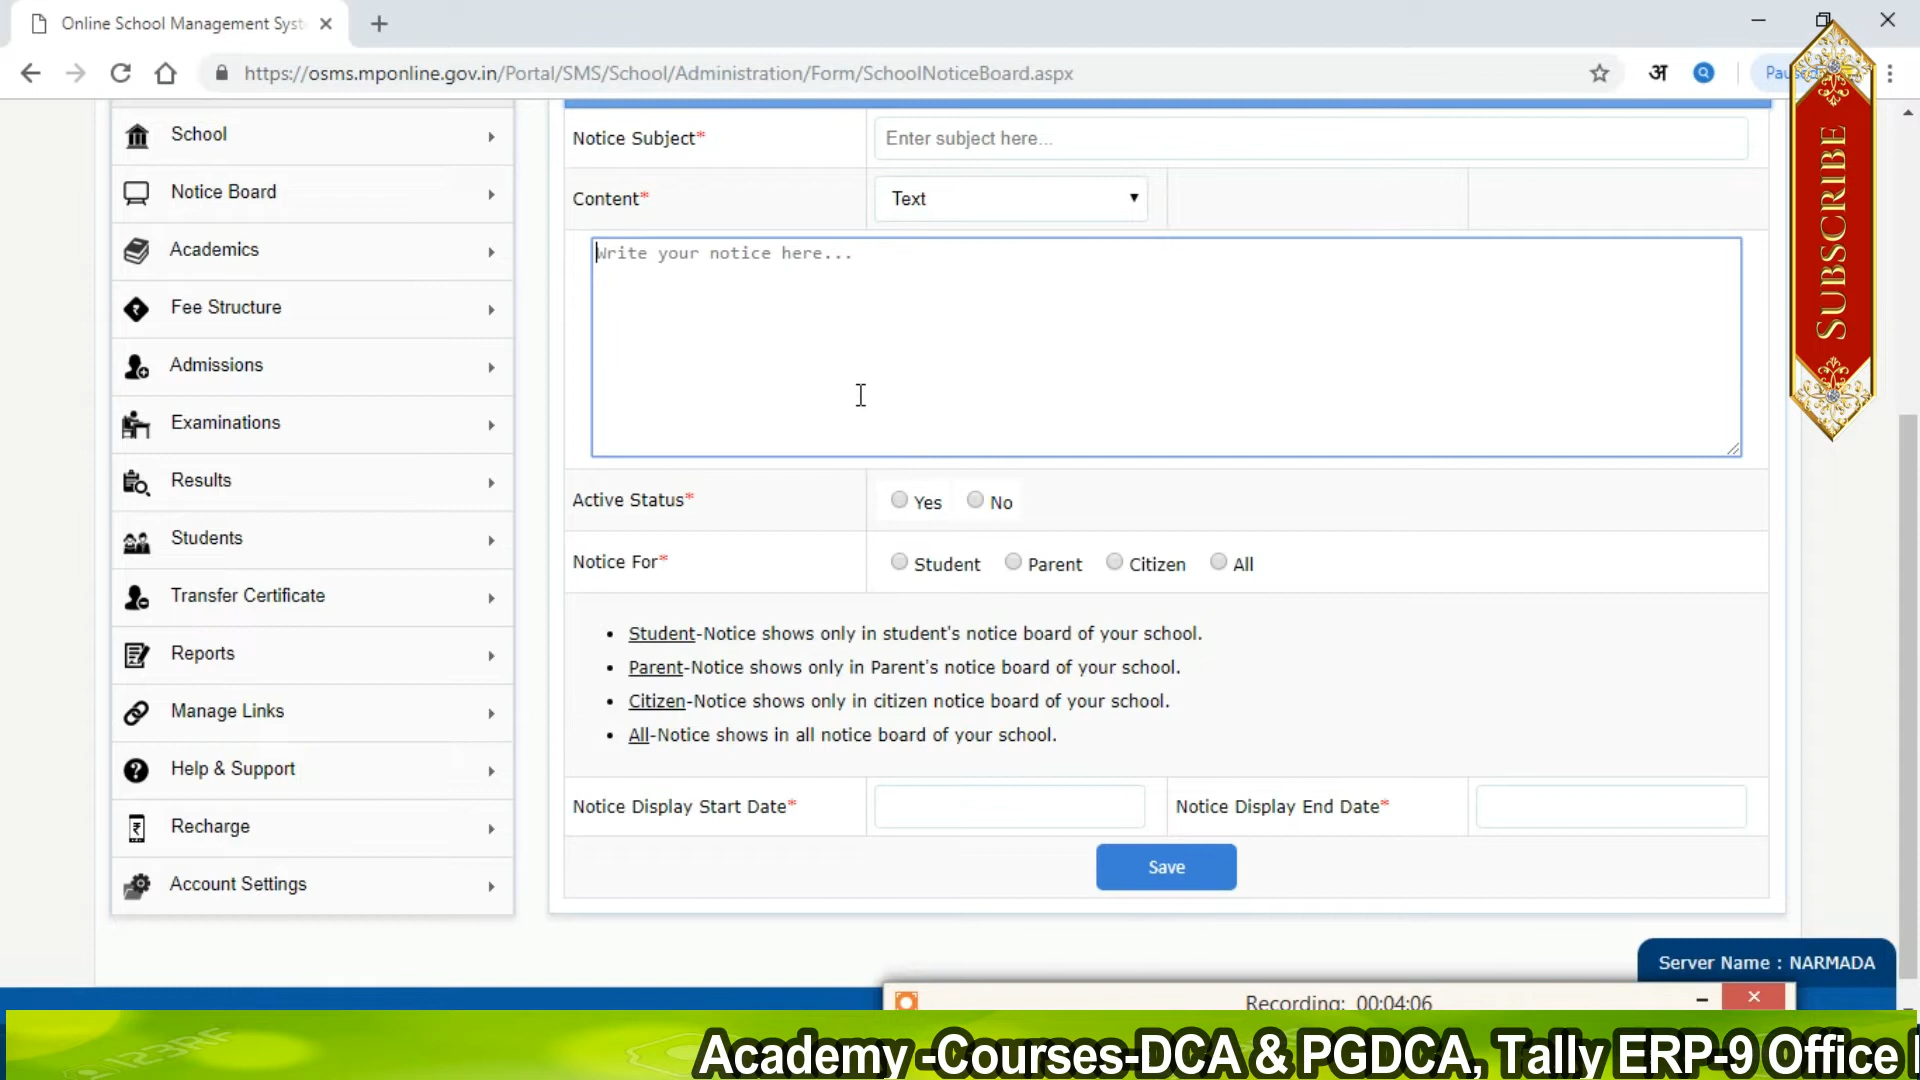 Online School Management Syst
https://osms.mponline.gov.in/Portal/SMS/School/Administration/Form/SchoolNoticeBoard.aspx
अ
School
Notice Board
Academics
Fee Structure
Admissions
Examinations
Results
Students
Transfer Certificate
Reports
Manage Links
Help & Support
Recharge
Account Settings
Notice Subject*
Enter subject here...
Content*
Text
Write your notice here...
Active Status*
Yes No
Notice For*
Student Parent Citizen All
Student-Notice shows only in student's notice board of your school.
Parent-Notice shows only in Parent's notice board of your school.
Citizen-Notice shows only in citizen notice board of your school.
All-Notice shows in all notice board of your school.
Notice Display Start Date*
Notice Display End Date*
Save
SUBSCRIBE
Server Name : NARMADA
Recording: 00:04:06
123RF
Academy -Courses-DCA & PGDCA, Tally ERP-9 Office